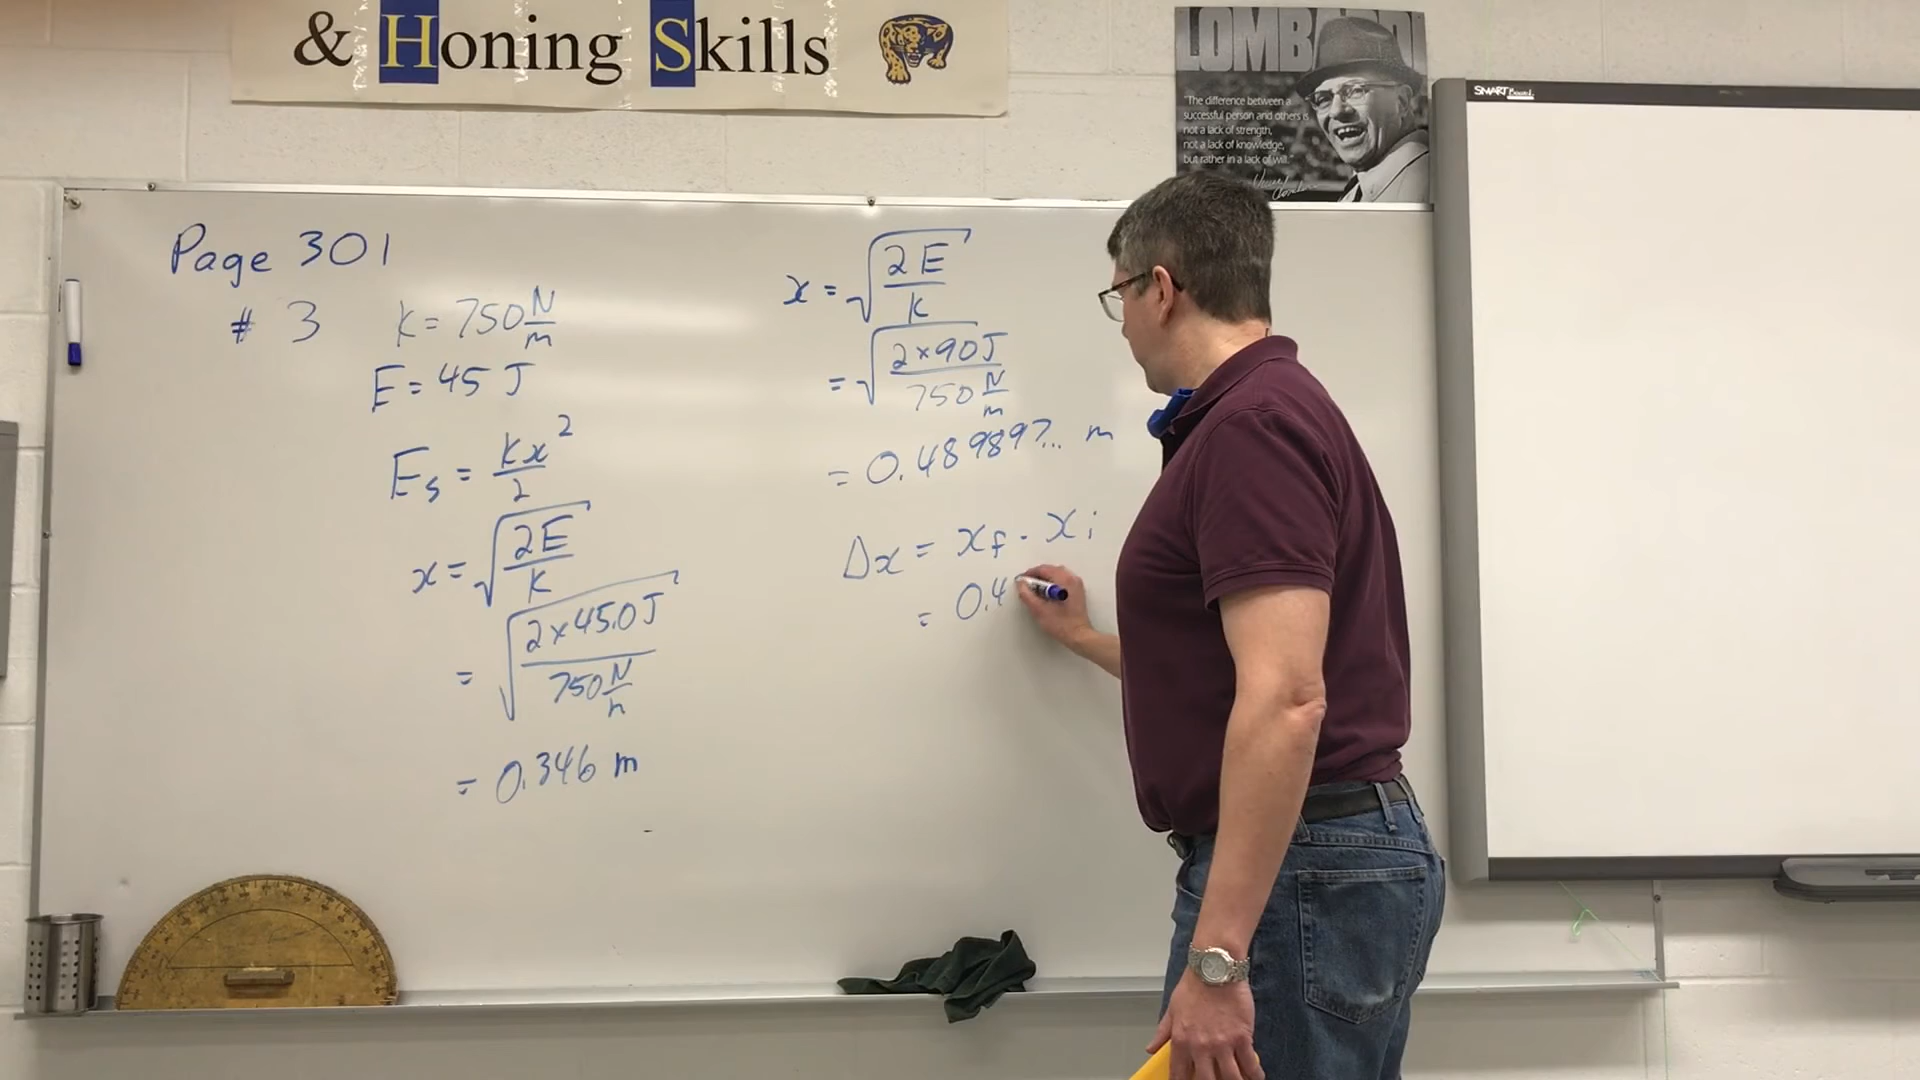 & Honing Skills
LOMBARDI
"The difference between a
successful person and others is
not a lack of strength,
not a lack of knowledge,
but rather in a lack of will."
SMART Board
Page 301
# 3 K = 750 N/m
E = 45 J
Es = Kx²/2
x = √(2E/K)
= √(2×45.0J/750 N/m)
= 0.346 m
x = √(2E/K)
= √(2×90J/750 N/m)
= 0.489897... m
Δx = xf - xi
= 0.4